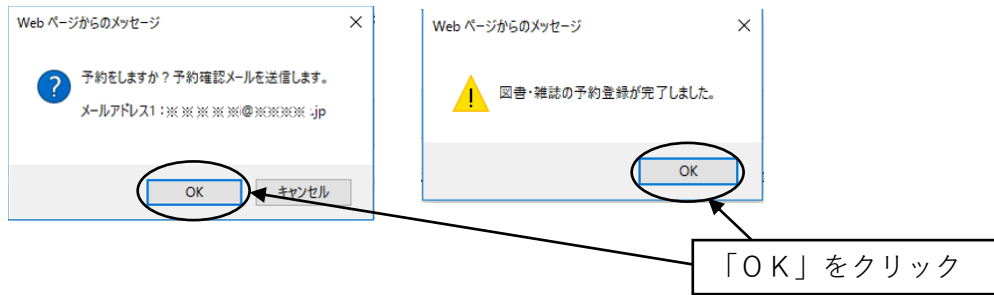 Web ページからのメッセージ
予約をしますか？予約確認メールを送信します。
メールアドレス1：※※※※※@※※※※.jp
OK
キャンセル
Web ページからのメッセージ
図書・雑誌の予約登録が完了しました。
OK
「ＯＫ」をクリック